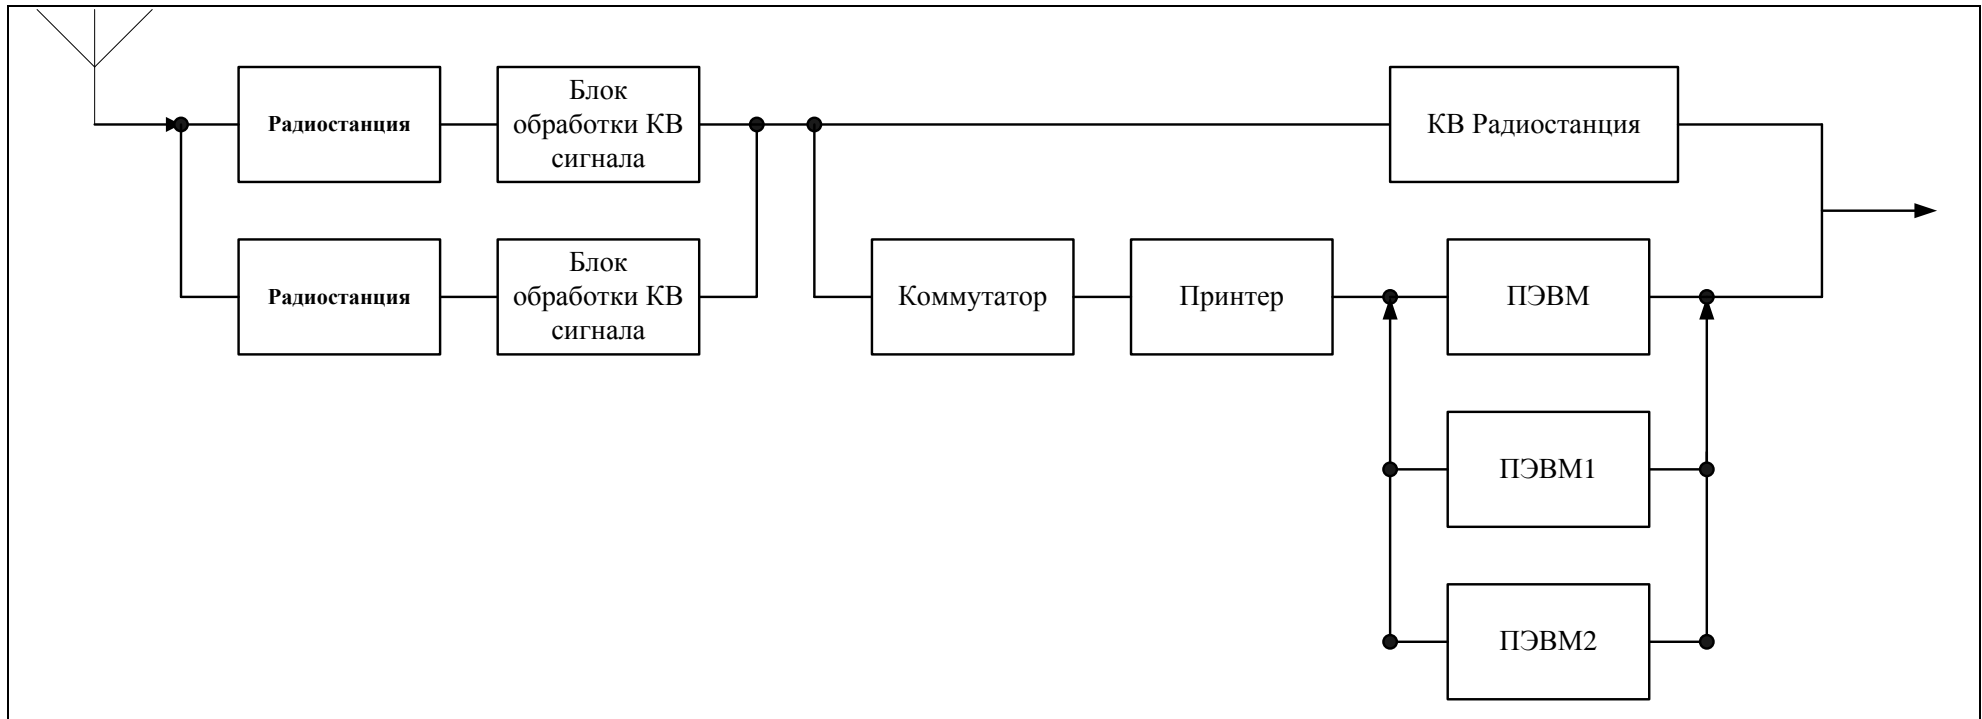 Радиостанция
Блок
обработки КВ
сигнала
КВ Радиостанция
Радиостанция
Блок
обработки КВ
сигнала
Коммутатор
Принтер
ПЭВМ
ПЭВМ1
ПЭВМ2